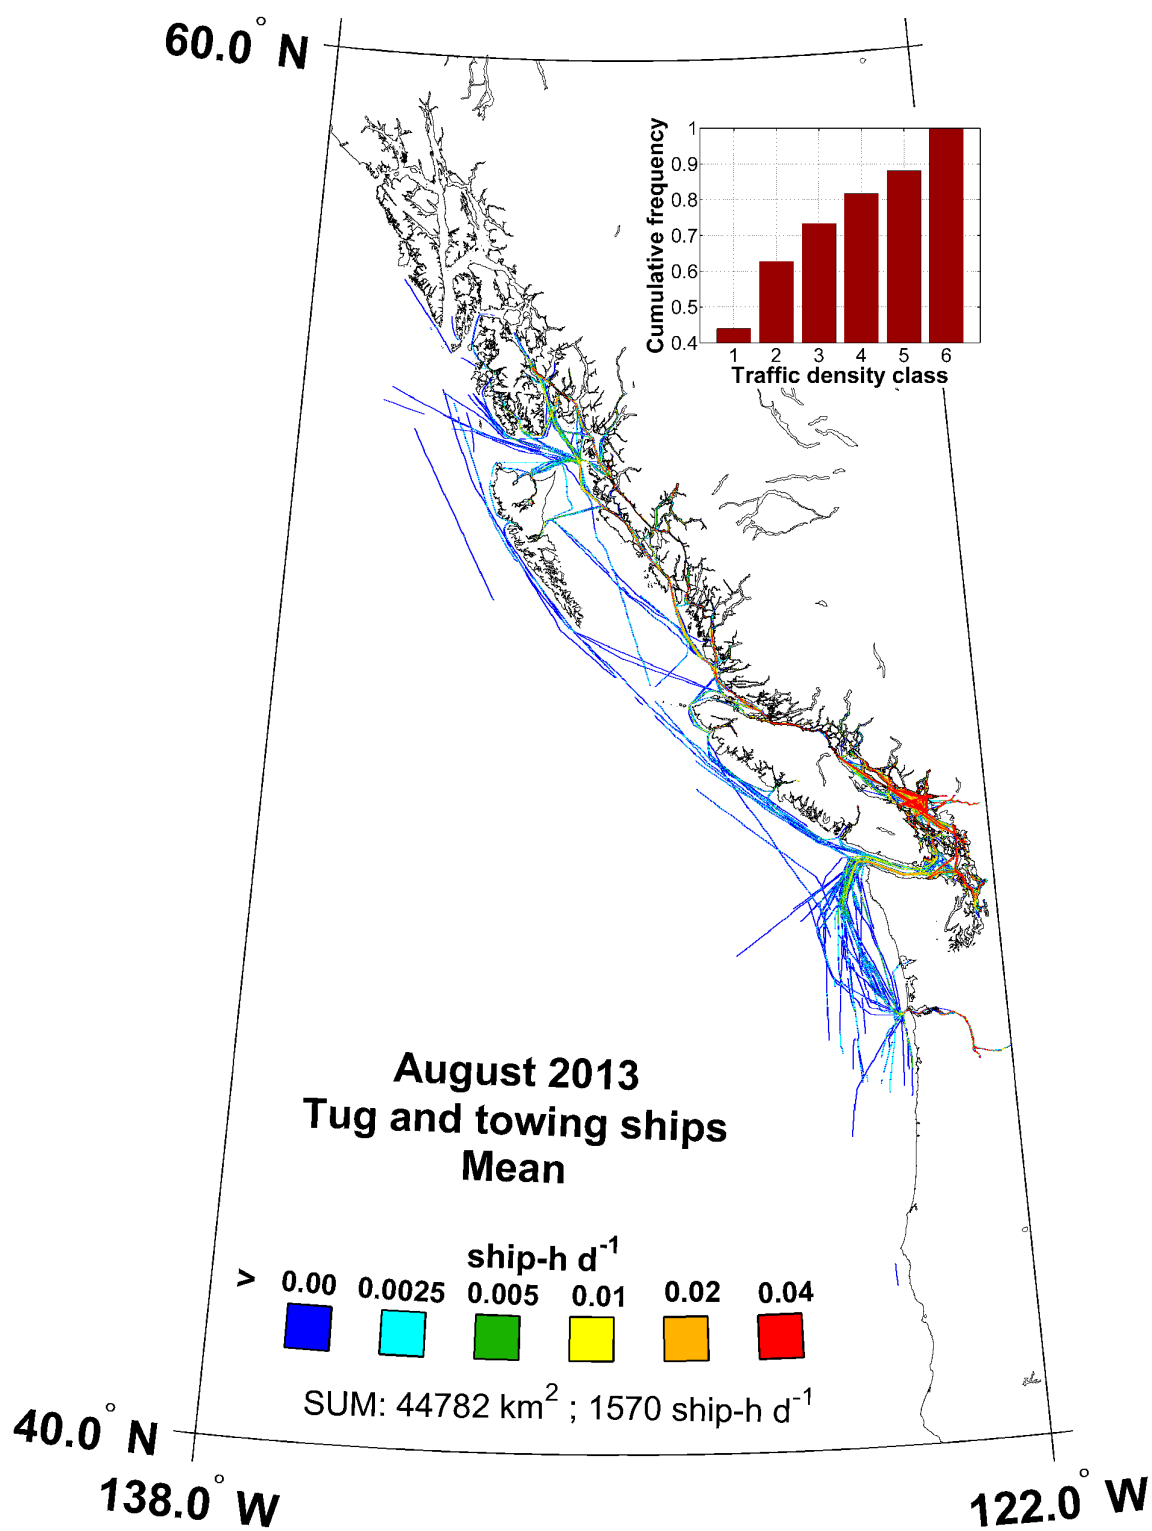 60.0° N
Cumulative frequency
1
0.9
0.8
0.7
0.6
0.5
0.4
1 2 3 4 5 6
Traffic density class
August 2013
Tug and towing ships
Mean
ship-h d⁻¹
> 0.00 0.0025 0.005 0.01 0.02 0.04
SUM: 44782 km² ; 1570 ship-h d⁻¹
40.0° N
138.0° W
122.0° W